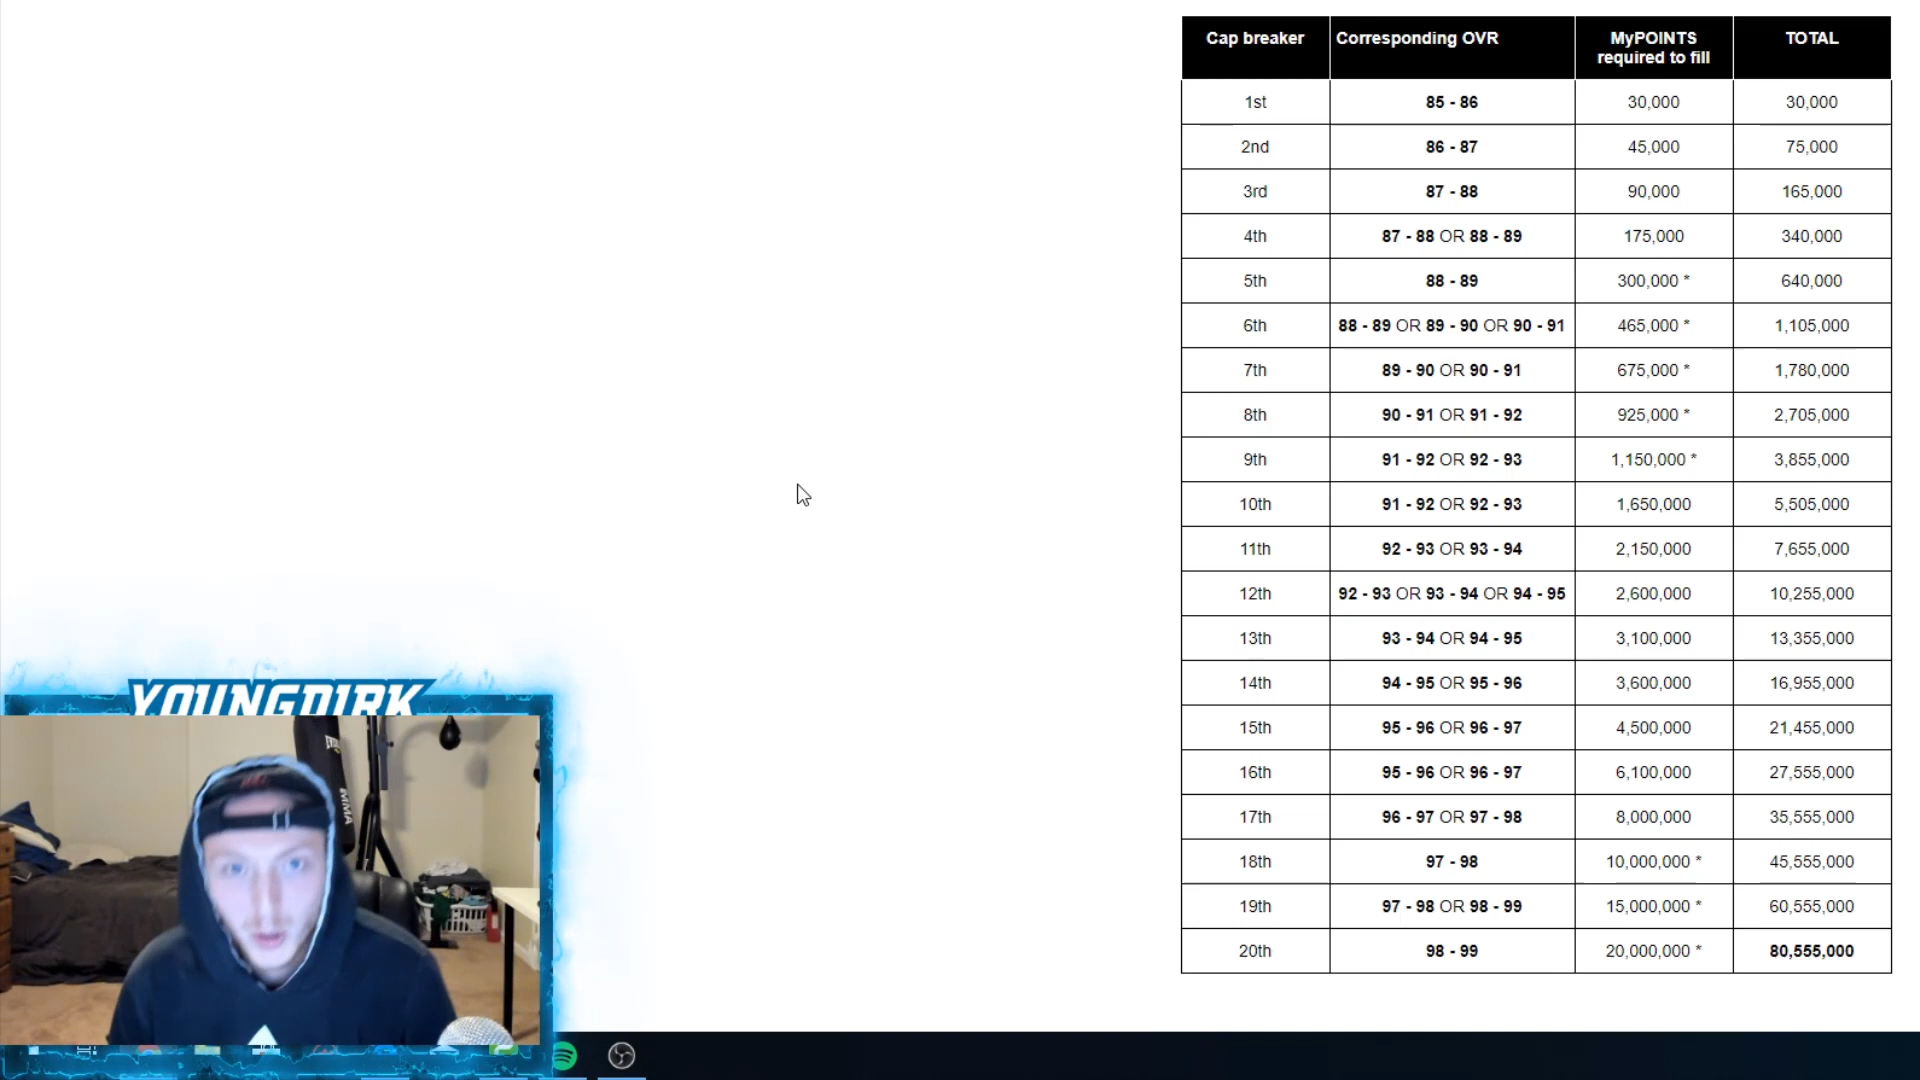 Cap breaker Corresponding OVR MyPOINTS required to fill TOTAL
1st 85 - 86 30,000 30,000
2nd 86 - 87 45,000 75,000
3rd 87 - 88 90,000 165,000
4th 87 - 88 OR 88 - 89 175,000 340,000
5th 88 - 89 300,000 * 640,000
6th 88 - 89 OR 89 - 90 OR 90 - 91 465,000 * 1,105,000
7th 89 - 90 OR 90 - 91 675,000 * 1,780,000
8th 90 - 91 OR 91 - 92 925,000 * 2,705,000
9th 91 - 92 OR 92 - 93 1,150,000 * 3,855,000
10th 91 - 92 OR 92 - 93 1,650,000 5,505,000
11th 92 - 93 OR 93 - 94 2,150,000 7,655,000
12th 92 - 93 OR 93 - 94 OR 94 - 95 2,600,000 10,255,000
13th 93 - 94 OR 94 - 95 3,100,000 13,355,000
14th 94 - 95 OR 95 - 96 3,600,000 16,955,000
15th 95 - 96 OR 96 - 97 4,500,000 21,455,000
16th 95 - 96 OR 96 - 97 6,100,000 27,555,000
17th 96 - 97 OR 97 - 98 8,000,000 35,555,000
18th 97 - 98 10,000,000 * 45,555,000
19th 97 - 98 OR 98 - 99 15,000,000 * 60,555,000
20th 98 - 99 20,000,000 * 80,555,000
YOUNGDIRK
MMA